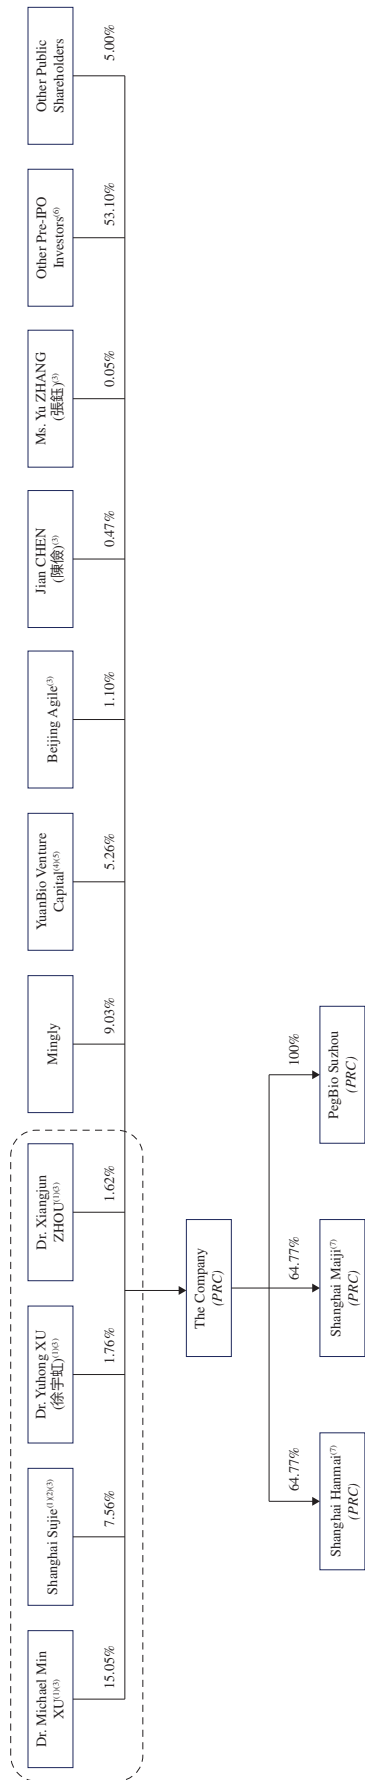 Dr. Michael Min
XU⁽¹⁾⁽³⁾
Shanghai Sujie⁽¹⁾⁽²⁾⁽³⁾
Dr. Yuhong XU
(徐宇虹)⁽¹⁾⁽³⁾
Dr. Xiangjun
ZHOU⁽¹⁾⁽³⁾
Mingly
YuanBio Venture
Capital⁽⁴⁾⁽⁵⁾
Beijing Agile⁽³⁾
Jian CHEN
(陳儉)⁽³⁾
Ms. Yu ZHANG
(張鈺)⁽³⁾
Other Pre-IPO
Investors⁽⁶⁾
Other Public
Shareholders
15.05%
7.56%
1.76%
1.62%
9.03%
5.26%
1.10%
0.47%
0.05%
53.10%
5.00%
The Company
(PRC)
64.77%
64.77%
100%
Shanghai Hanmai⁽⁷⁾
(PRC)
Shanghai Maiji⁽⁷⁾
(PRC)
PegBio Suzhou
(PRC)